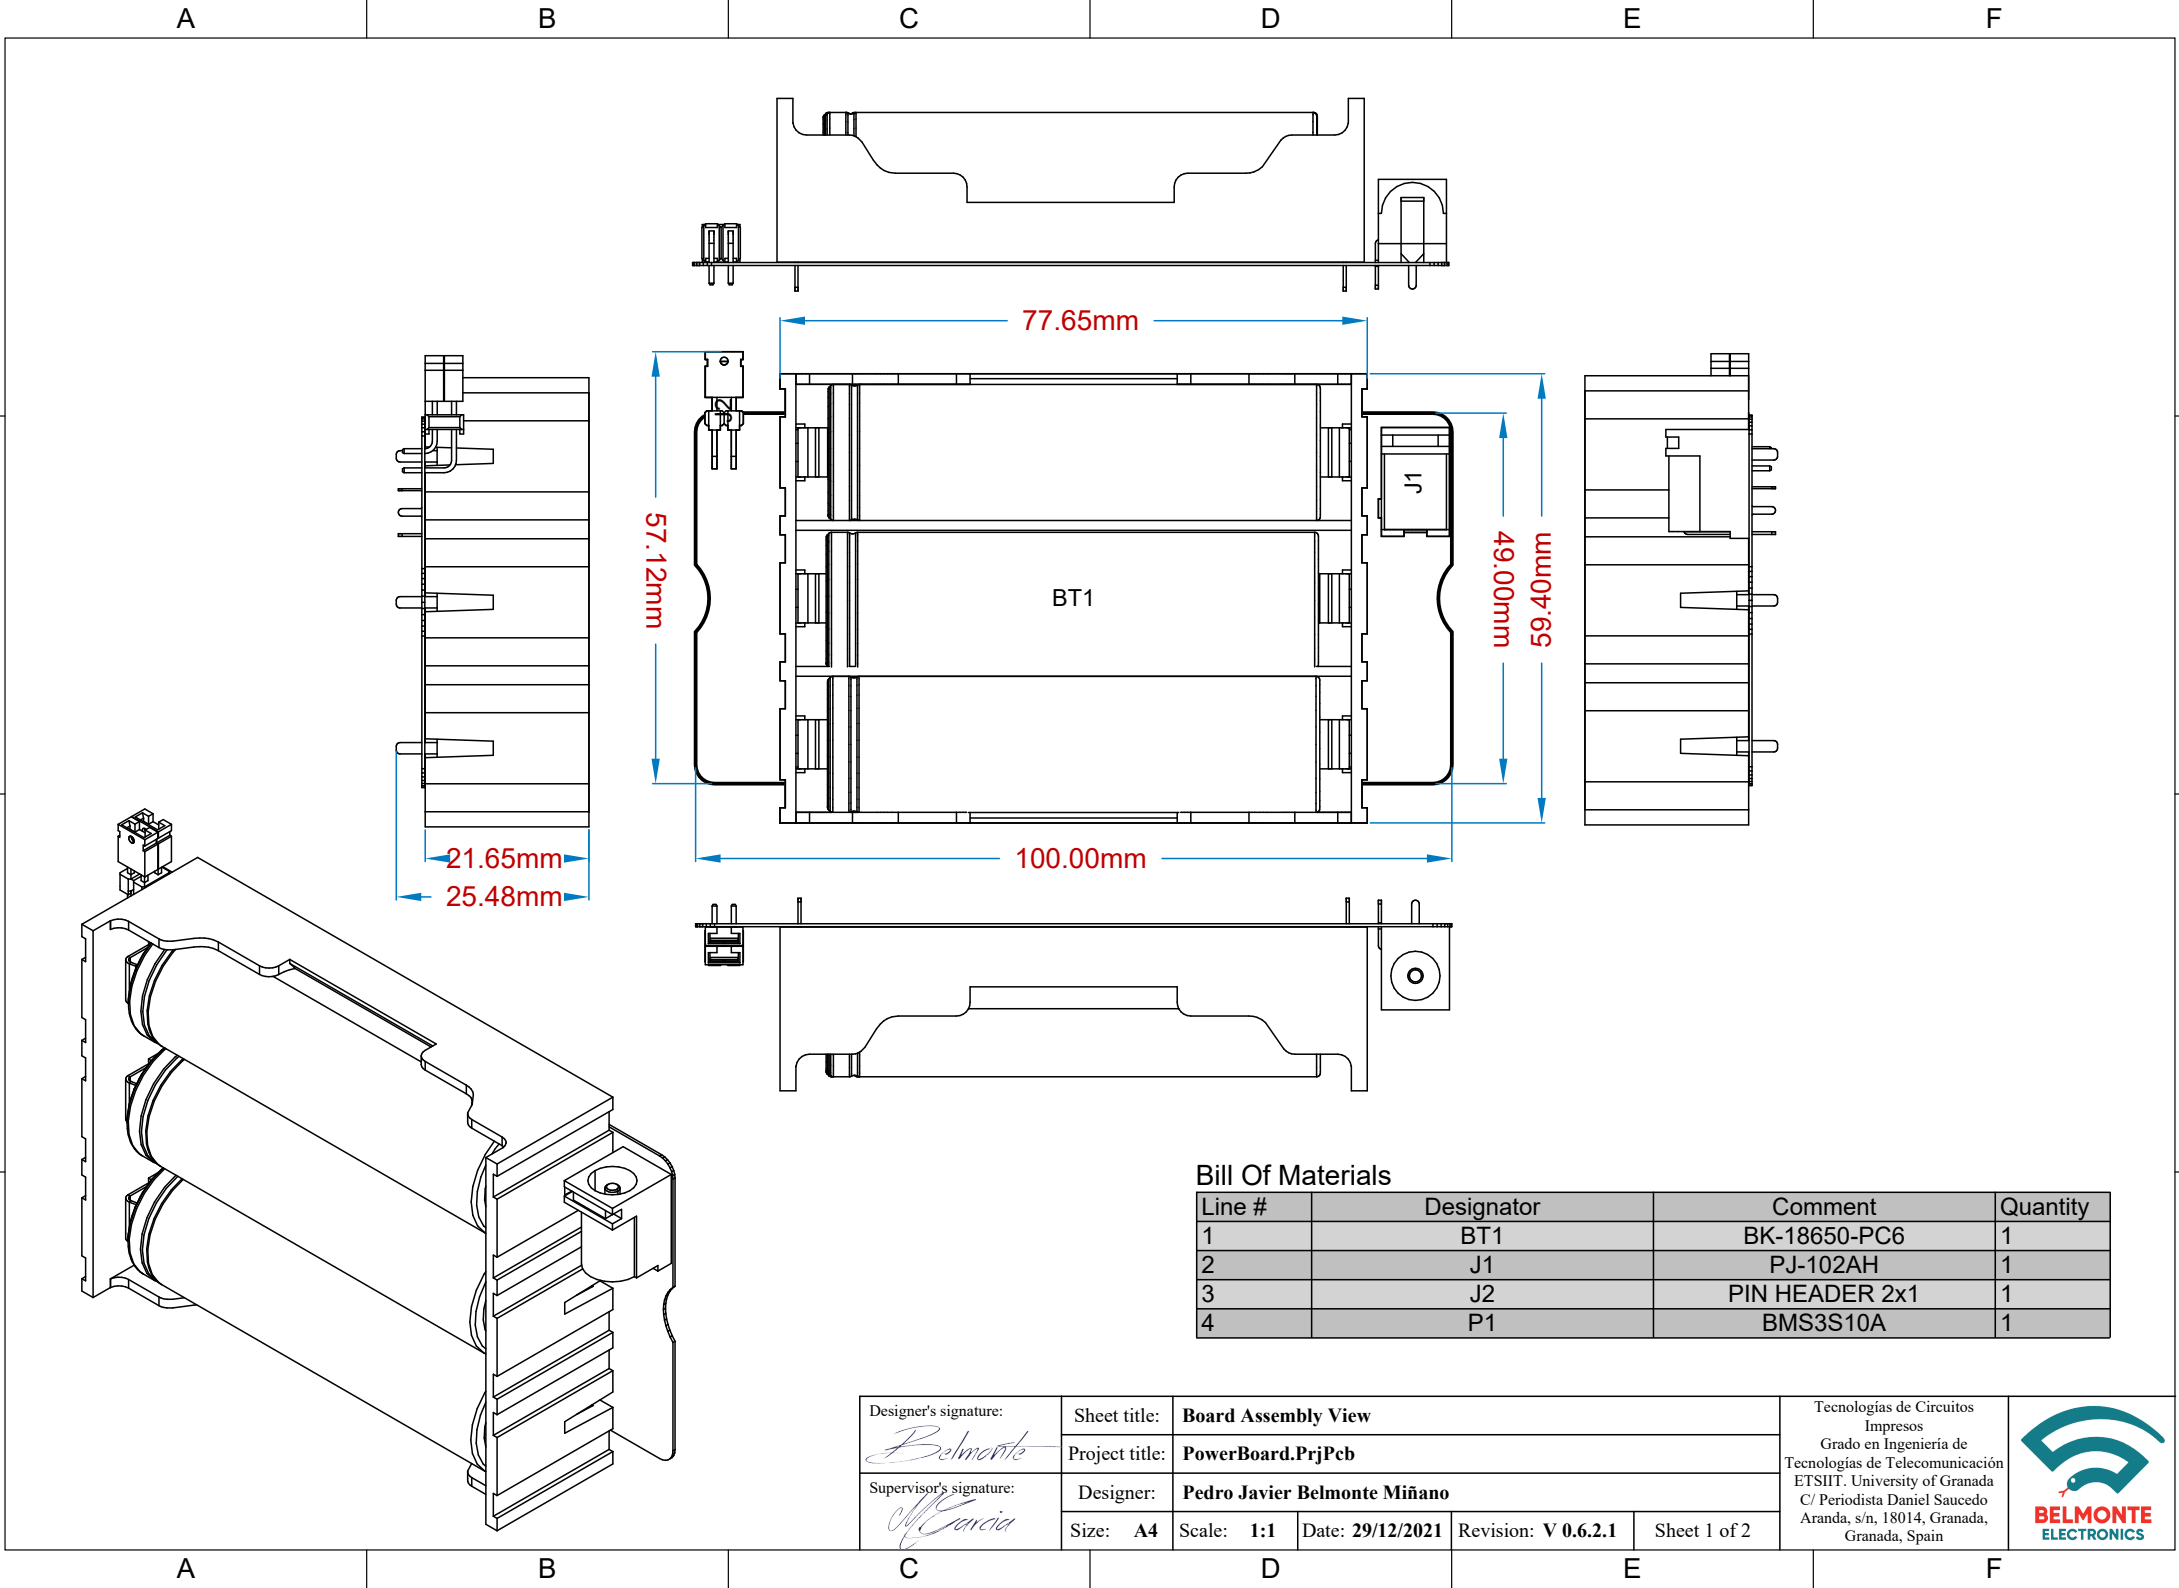 A B C D E F
77.65mm
J2
57.12mm
BT1
J1
49.00mm
59.40mm
21.65mm
25.48mm
100.00mm
Bill Of Materials
Line # Designator Comment Quantity
1 BT1 BK-18650-PC6 1
2 J1 PJ-102AH 1
3 J2 PIN HEADER 2x1 1
4 P1 BMS3S10A 1
Designer's signature:
Belmonte
Supervisor's signature:
M Garcia
Sheet title: Board Assembly View
Project title: PowerBoard.PrjPcb
Designer: Pedro Javier Belmonte Miñano
Size: A4 Scale: 1:1 Date: 29/12/2021 Revision: V 0.6.2.1 Sheet 1 of 2
Tecnologías de Circuitos
Impresos
Grado en Ingeniería de
Tecnologías de Telecomunicación
ETSIIT. University of Granada
C/ Periodista Daniel Saucedo
Aranda, s/n, 18014, Granada,
Granada, Spain
BELMONTE
ELECTRONICS
A B C D E F